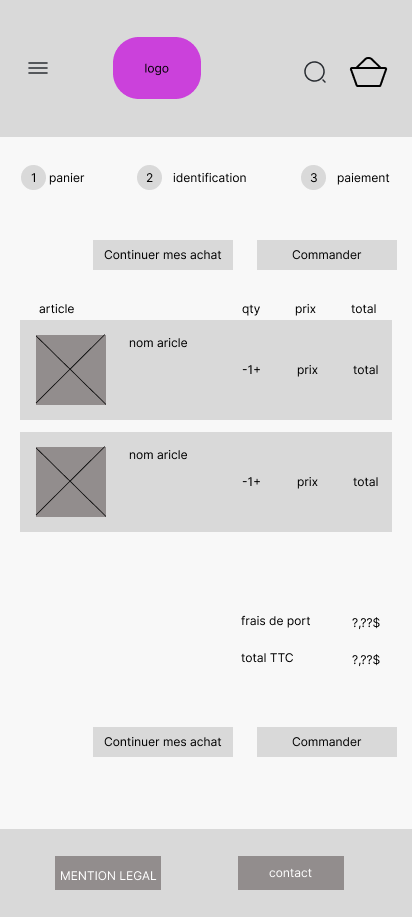 logo
1 panier 2 identification 3 paiement
Continuer mes achat Commander
article qty prix total
nom aricle
-1+ prix total
nom aricle
-1+ prix total
frais de port ?,??$
total TTC ?,??$
Continuer mes achat Commander
MENTION LEGAL contact